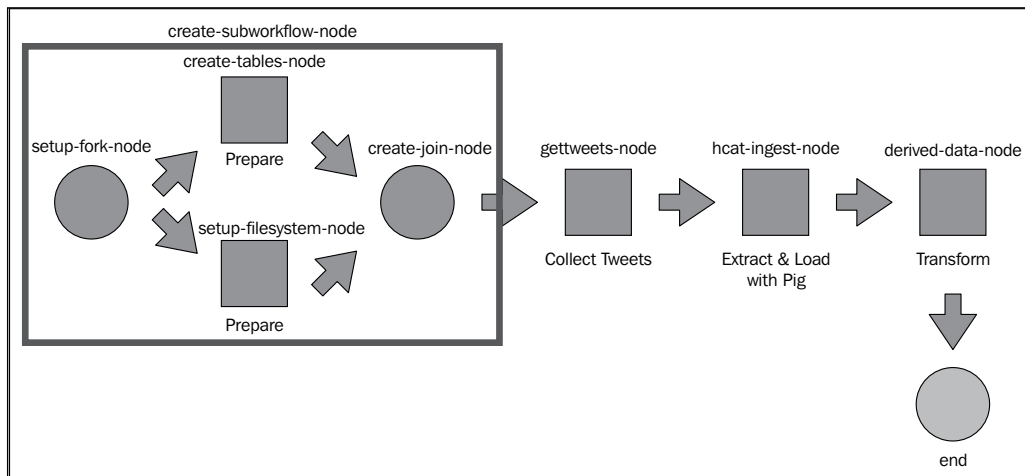 create-subworkflow-node
create-tables-node
setup-fork-node
Prepare
create-join-node
setup-filesystem-node
Prepare
gettweets-node
Collect Tweets
hcat-ingest-node
Extract & Load
with Pig
derived-data-node
Transform
end